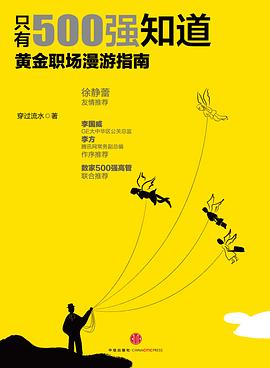 只有500强知道
黄金职场漫游指南
徐静蕾
友情推荐
穿过流水◎著
李国威
GE大中华区公关总监
李方
腾讯网常务副总编
作序推荐
数家500强高管
联合推荐
中信出版社·CHINACITICPRESS